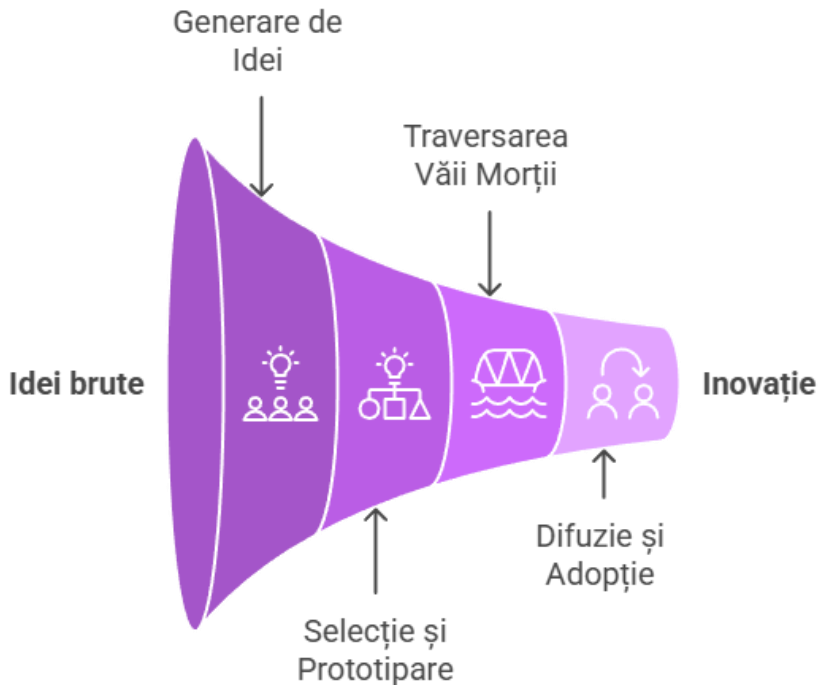 Generare de
Idei
Traversarea
Văii Morții
Idei brute
Inovație
Difuzie și
Adopție
Selecție și
Prototipare